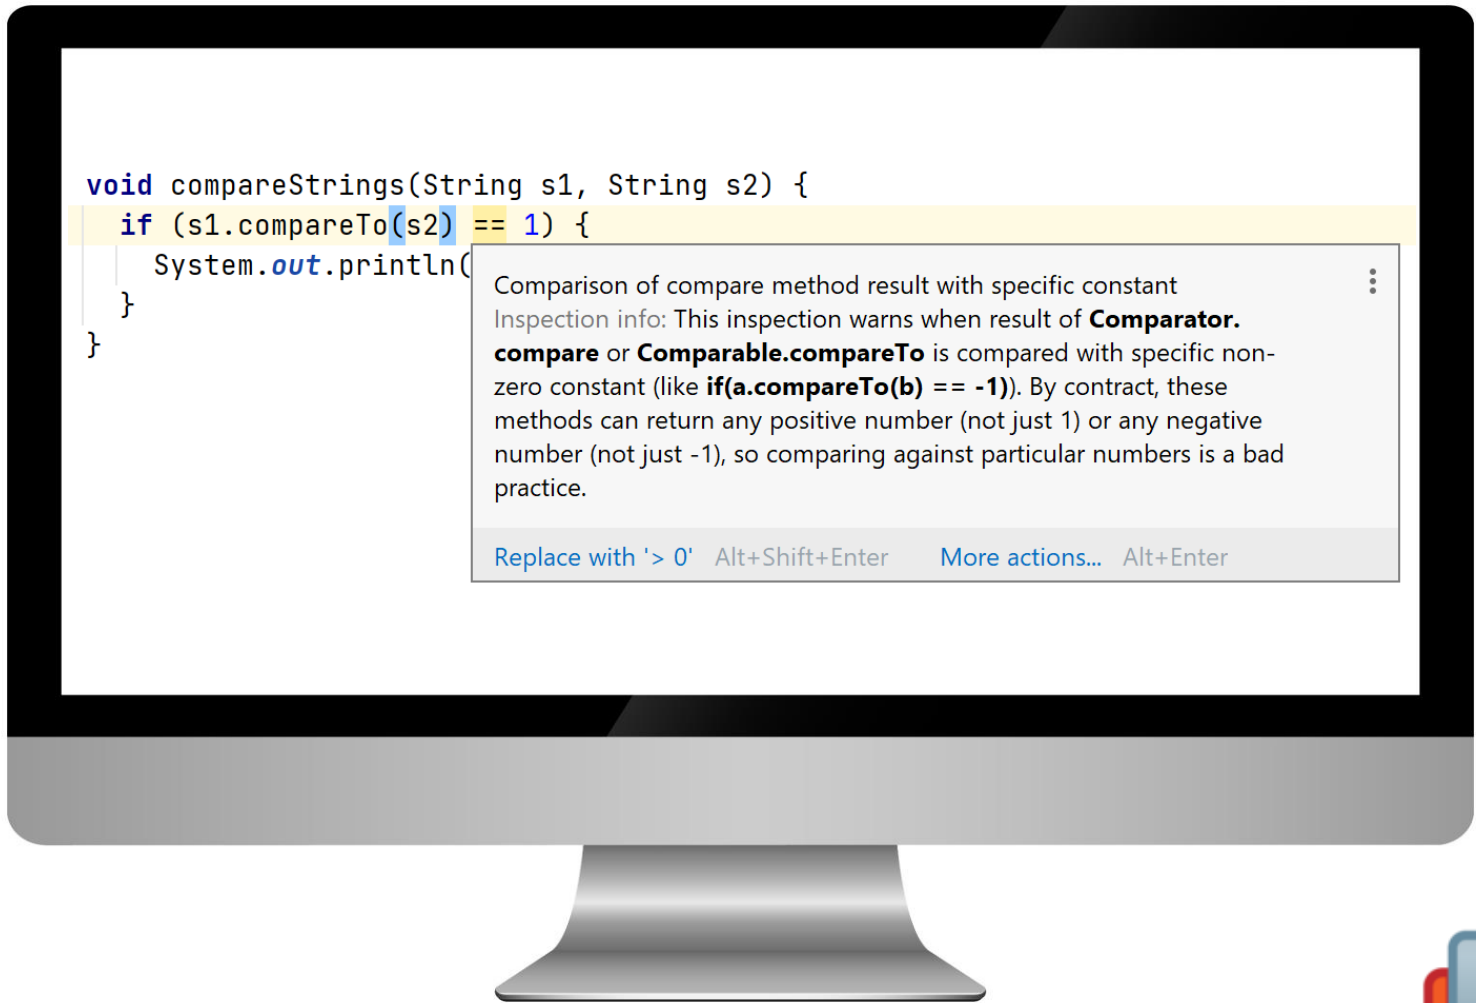 void compareStrings(String s1, String s2) {
if (s1.compareTo(s2) == 1) {
System.out.println(
}
}
Comparison of compare method result with specific constant
Inspection info: This inspection warns when result of Comparator.
compare or Comparable.compareTo is compared with specific non-
zero constant (like if(a.compareTo(b) == -1)). By contract, these
methods can return any positive number (not just 1) or any negative
number (not just -1), so comparing against particular numbers is a bad
practice.
Replace with '> 0' Alt+Shift+Enter More actions... Alt+Enter